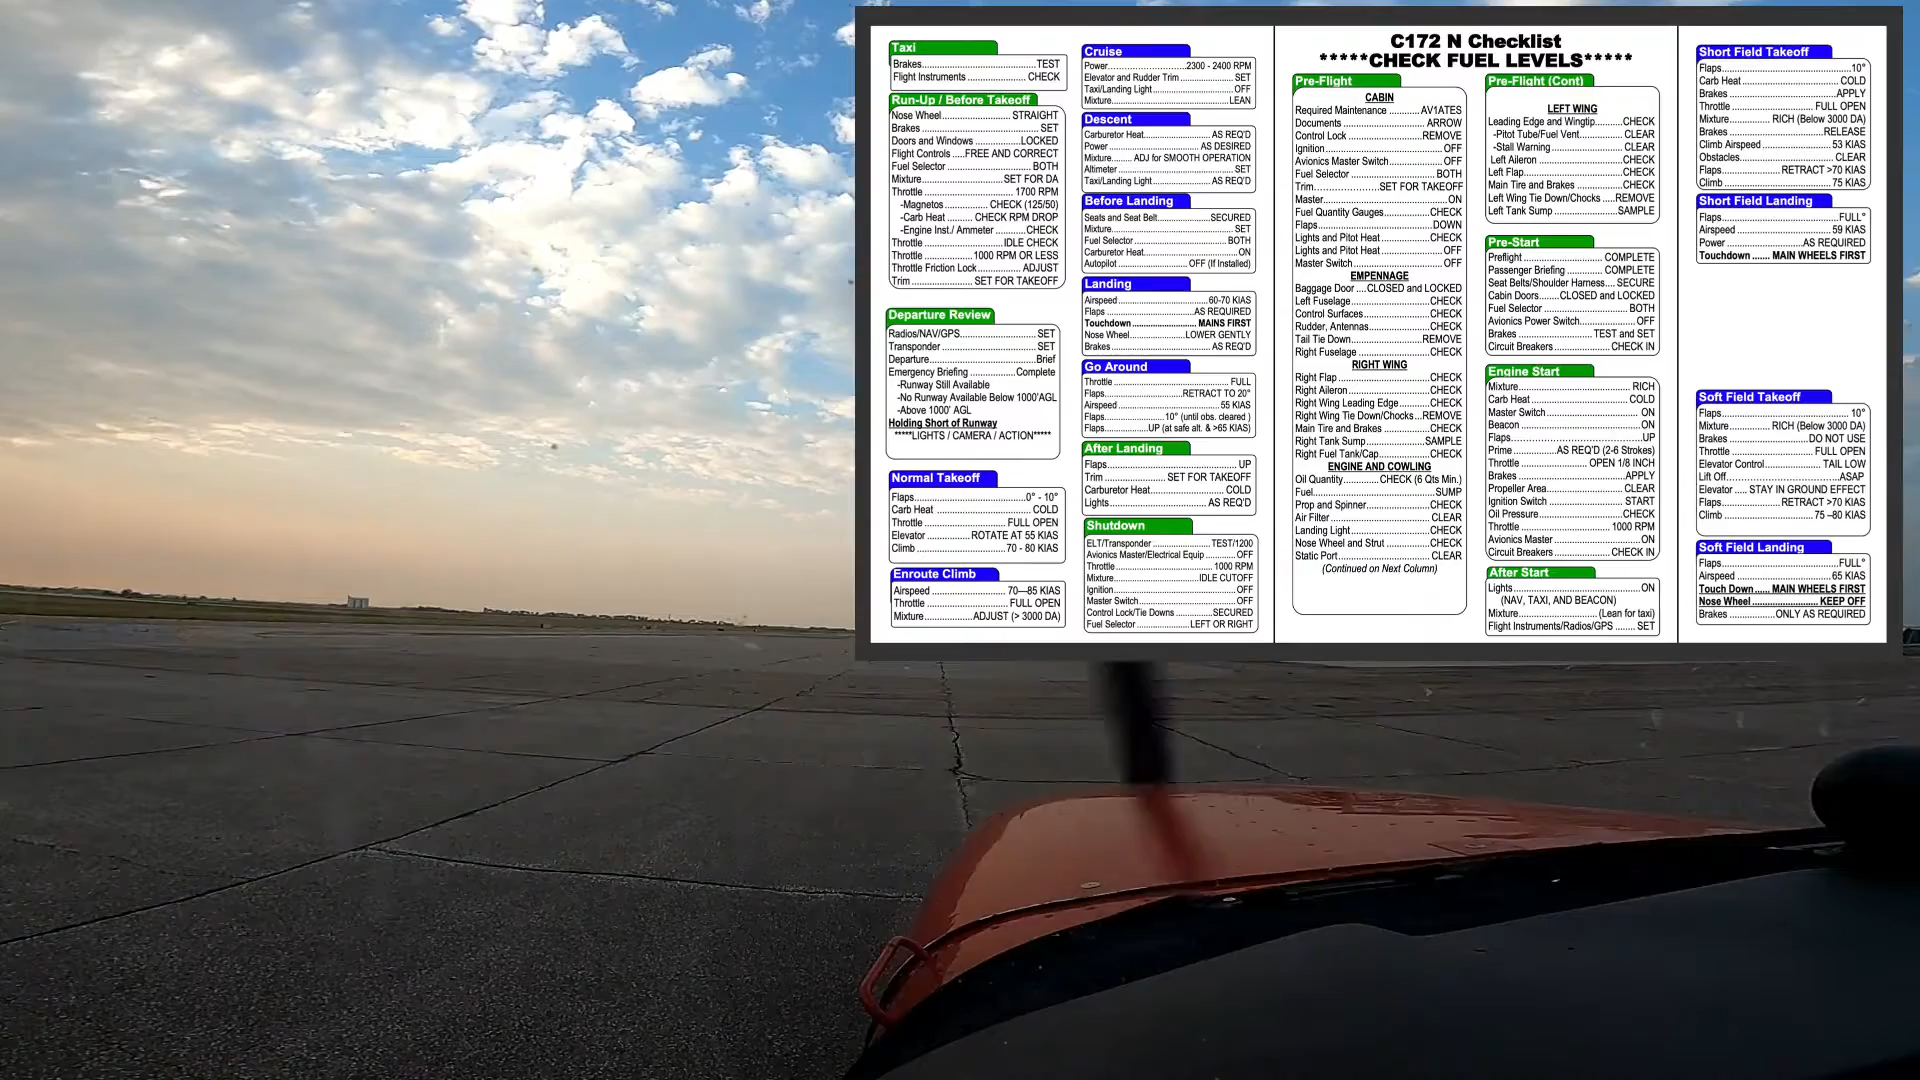 Taxi
Brakes TEST
Flight Instruments CHECK
Run-Up / Before Takeoff
Nose Wheel STRAIGHT
Brakes SET
Doors and Windows LOCKED
Flight Controls FREE AND CORRECT
Fuel Selector BOTH
Mixture SET FOR DA
Throttle 1700 RPM
-Magnetos CHECK (125/50)
-Carb Heat CHECK RPM DROP
-Engine Inst./ Ammeter CHECK
Throttle IDLE CHECK
Throttle 1000 RPM OR LESS
Throttle Friction Lock ADJUST
Trim SET FOR TAKEOFF
Departure Review
Radios/NAV/GPS SET
Transponder SET
Departure Brief
Emergency Briefing Complete
-Runway Still Available
-No Runway Available Below 1000'AGL
-Above 1000' AGL
Holding Short of Runway
*****LIGHTS / CAMERA / ACTION*****
Normal Takeoff
Flaps 0° - 10°
Carb Heat COLD
Throttle FULL OPEN
Elevator ROTATE AT 55 KIAS
Climb 70 - 80 KIAS
Enroute Climb
Airspeed 70—85 KIAS
Throttle FULL OPEN
Mixture ADJUST (> 3000 DA)
Cruise
Power 2300 - 2400 RPM
Elevator and Rudder Trim SET
Taxi/Landing Light OFF
Mixture LEAN
Descent
Carburetor Heat AS REQ'D
Power AS DESIRED
Mixture ADJ for SMOOTH OPERATION
Altimeter SET
Taxi/Landing Light AS REQ'D
Before Landing
Seats and Seat Belt SECURED
Mixture SET
Fuel Selector BOTH
Carburetor Heat ON
Autopilot OFF (If Installed)
Landing
Airspeed 60-70 KIAS
Flaps AS REQUIRED
Touchdown MAINS FIRST
Nose Wheel LOWER GENTLY
Brakes AS REQ'D
Go Around
Throttle FULL
Flaps RETRACT TO 20°
Airspeed 55 KIAS
Flaps 10° (until obs. cleared )
Flaps UP (at safe alt. & >65 KIAS)
After Landing
Flaps UP
Trim SET FOR TAKEOFF
Carburetor Heat COLD
Lights AS REQ'D
Shutdown
ELT/Transponder TEST/1200
Avionics Master/Electrical Equip OFF
Throttle 1000 RPM
Mixture IDLE CUTOFF
Ignition OFF
Master Switch OFF
Control Lock/Tie Downs SECURED
Fuel Selector LEFT OR RIGHT
C172 N Checklist
*****CHECK FUEL LEVELS*****
Pre-Flight
CABIN
Required Maintenance AV1ATES
Documents ARROW
Control Lock REMOVE
Ignition OFF
Avionics Master Switch OFF
Fuel Selector BOTH
Trim SET FOR TAKEOFF
Master ON
Fuel Quantity Gauges CHECK
Flaps DOWN
Lights and Pitot Heat CHECK
Lights and Pitot Heat OFF
Master Switch OFF
EMPENNAGE
Baggage Door CLOSED and LOCKED
Left Fuselage CHECK
Control Surfaces CHECK
Rudder, Antennas CHECK
Tail Tie Down REMOVE
Right Fuselage CHECK
RIGHT WING
Right Flap CHECK
Right Aileron CHECK
Right Wing Leading Edge CHECK
Right Wing Tie Down/Chocks REMOVE
Main Tire and Brakes CHECK
Right Tank Sump SAMPLE
Right Fuel Tank/Cap CHECK
ENGINE AND COWLING
Oil Quantity CHECK (6 Qts Min.)
Fuel SUMP
Prop and Spinner CHECK
Air Filter CLEAR
Landing Light CHECK
Nose Wheel and Strut CHECK
Static Port CLEAR
(Continued on Next Column)
Pre-Flight (Cont)
LEFT WING
Leading Edge and Wingtip CHECK
-Pitot Tube/Fuel Vent CLEAR
-Stall Warning CLEAR
Left Aileron CHECK
Left Flap CHECK
Main Tire and Brakes CHECK
Left Wing Tie Down/Chocks REMOVE
Left Tank Sump SAMPLE
Pre-Start
Preflight COMPLETE
Passenger Briefing COMPLETE
Seat Belts/Shoulder Harness SECURE
Cabin Doors CLOSED and LOCKED
Fuel Selector BOTH
Avionics Power Switch OFF
Brakes TEST and SET
Circuit Breakers CHECK IN
Engine Start
Mixture RICH
Carb Heat COLD
Master Switch ON
Beacon ON
Flaps UP
Prime AS REQ'D (2-6 Strokes)
Throttle OPEN 1/8 INCH
Brakes APPLY
Propeller Area CLEAR
Ignition Switch START
Oil Pressure CHECK
Throttle 1000 RPM
Avionics Master ON
Circuit Breakers CHECK IN
After Start
Lights ON
(NAV, TAXI, AND BEACON)
Mixture (Lean for taxi)
Flight Instruments/Radios/GPS SET
Short Field Takeoff
Flaps 10°
Carb Heat COLD
Brakes APPLY
Throttle FULL OPEN
Mixture RICH (Below 3000 DA)
Brakes RELEASE
Climb Airspeed 53 KIAS
Obstacles CLEAR
Flaps RETRACT >70 KIAS
Climb 75 KIAS
Short Field Landing
Flaps FULL°
Airspeed 59 KIAS
Power AS REQUIRED
Touchdown MAIN WHEELS FIRST
Soft Field Takeoff
Flaps 10°
Mixture RICH (Below 3000 DA)
Brakes DO NOT USE
Throttle FULL OPEN
Elevator Control TAIL LOW
Lift Off ASAP
Elevator STAY IN GROUND EFFECT
Flaps RETRACT >70 KIAS
Climb 75 –80 KIAS
Soft Field Landing
Flaps FULL°
Airspeed 65 KIAS
Touch Down MAIN WHEELS FIRST
Nose Wheel KEEP OFF
Brakes ONLY AS REQUIRED